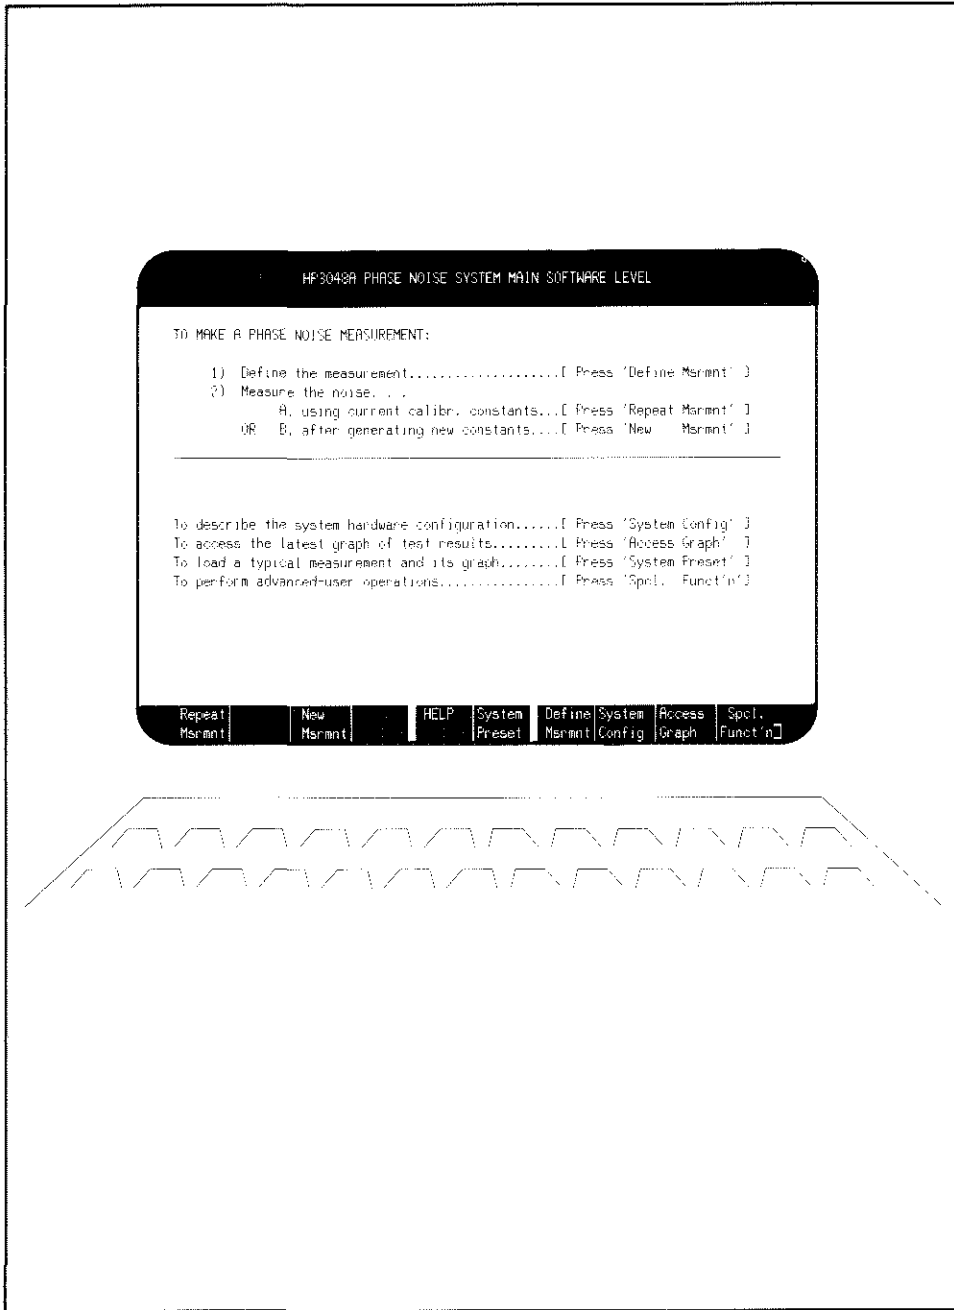 HP3048A PHASE NOISE SYSTEM MAIN SOFTWARE LEVEL
TO MAKE A PHASE NOISE MEASUREMENT:
1) Define the measurement....................[ Press 'Define Msrmnt' ]
2) Measure the noise. . .
A. using current calibr. constants...[ Press 'Repeat Msrmnt' ]
OR B. after generating new constants....[ Press 'New Msrmnt' ]
To describe the system hardware configuration......[ Press 'System Config' ]
To access the latest graph of test results.........[ Press 'Access Graph' ]
To load a typical measurement and its graph........[ Press 'System Preset' ]
To perform advanced-user operations................[ Press 'Spcl. Funct'n']
Repeat New HELP System Define System Access Spcl.
Msrmnt Msrmnt Preset Msrmnt Config Graph Funct'n